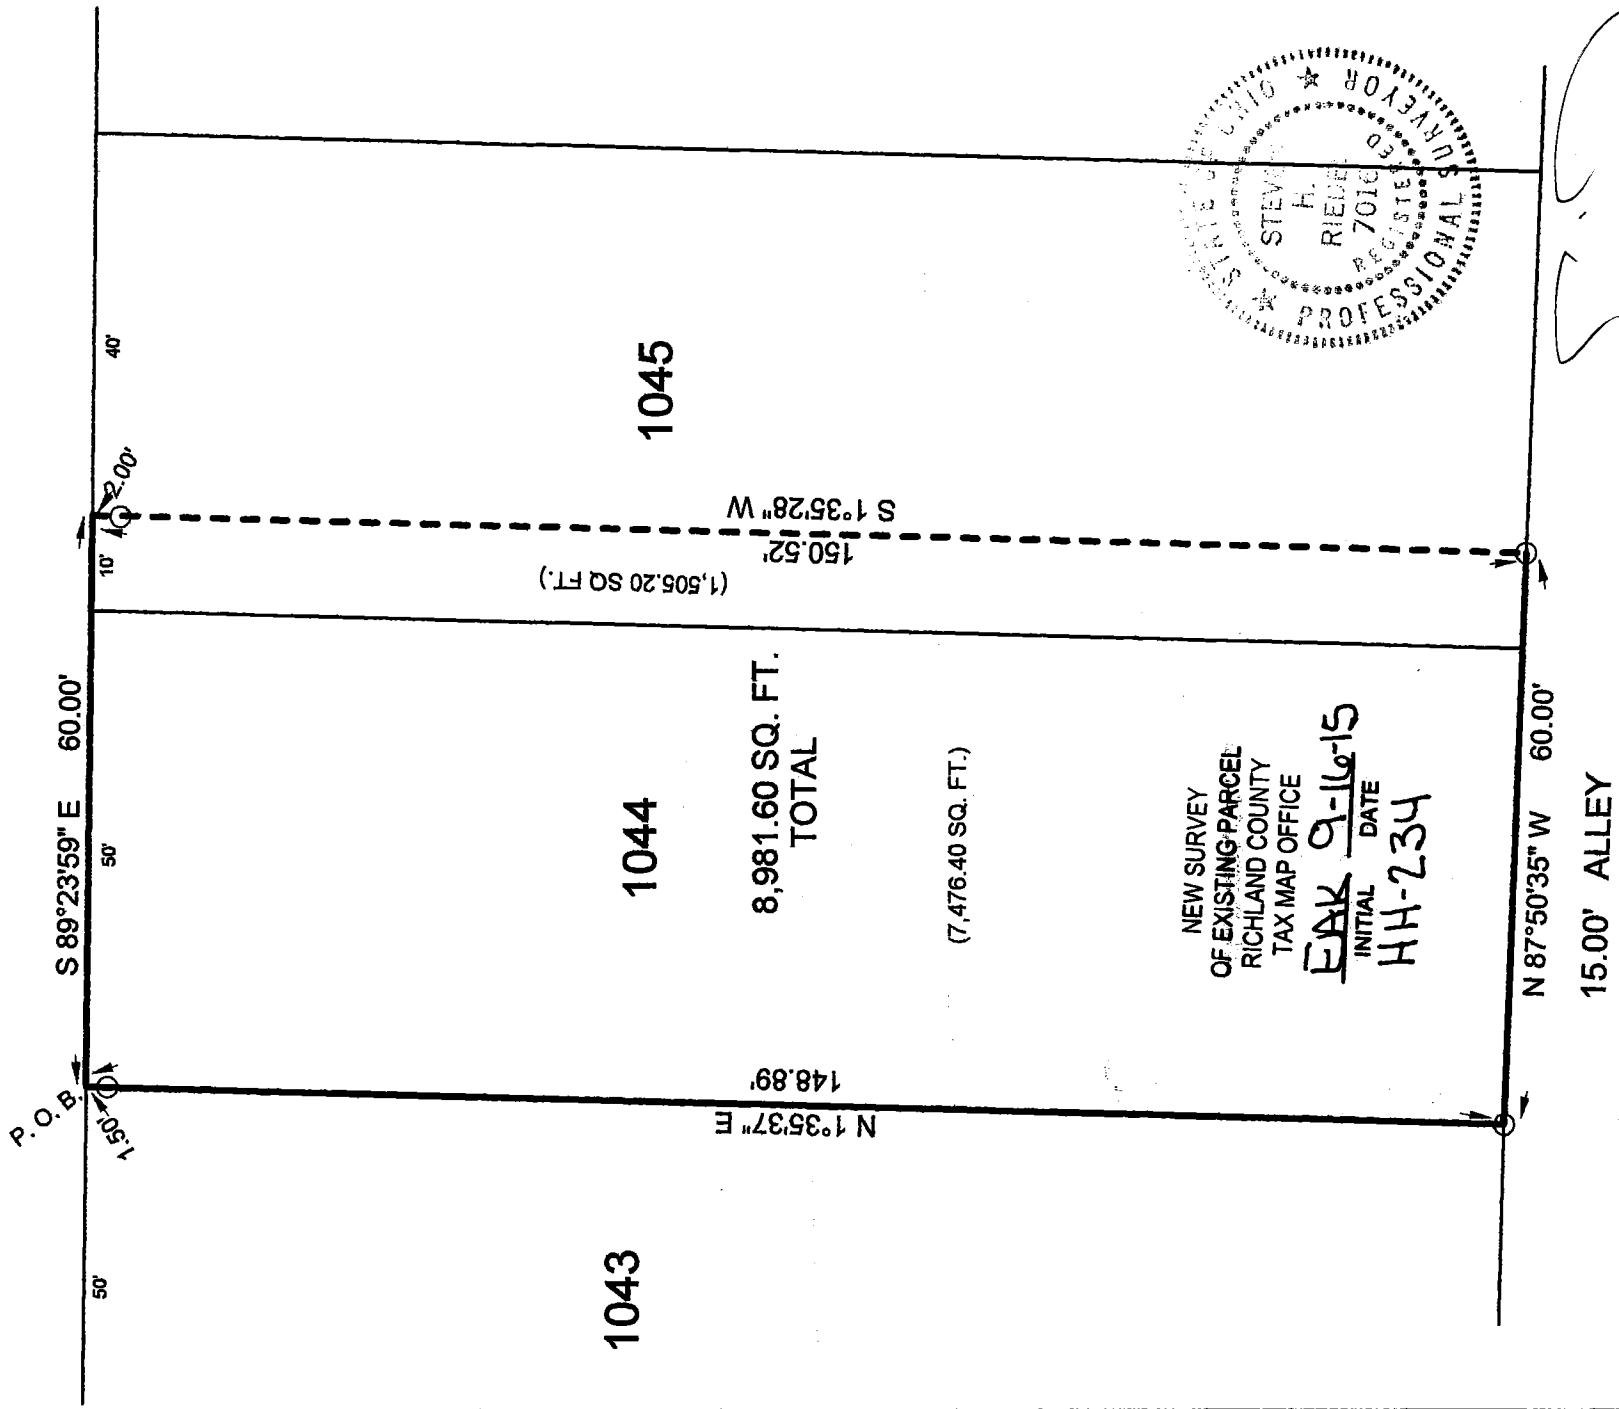 P. O. B.
1.50'
S 89°23'59" E 60.00'
50'
50'
10'
2.00'
40'
1043
1044
1045
8,981.60 SQ. FT.
TOTAL
(7,476.40 SQ. FT.)
(1,505.20 SQ FT.)
N 1°35'37" E
148.89'
S 1°35'28" W
150.52'
NEW SURVEY
OF EXISTING PARCEL
RICHLAND COUNTY
TAX MAP OFFICE
EAK 9-16-15
INITIAL DATE
HH-234
N 87°50'35" W 60.00'
15.00' ALLEY
STATE OF OHIO
H.
REGISTERED
PROFESSIONAL SURVEYOR